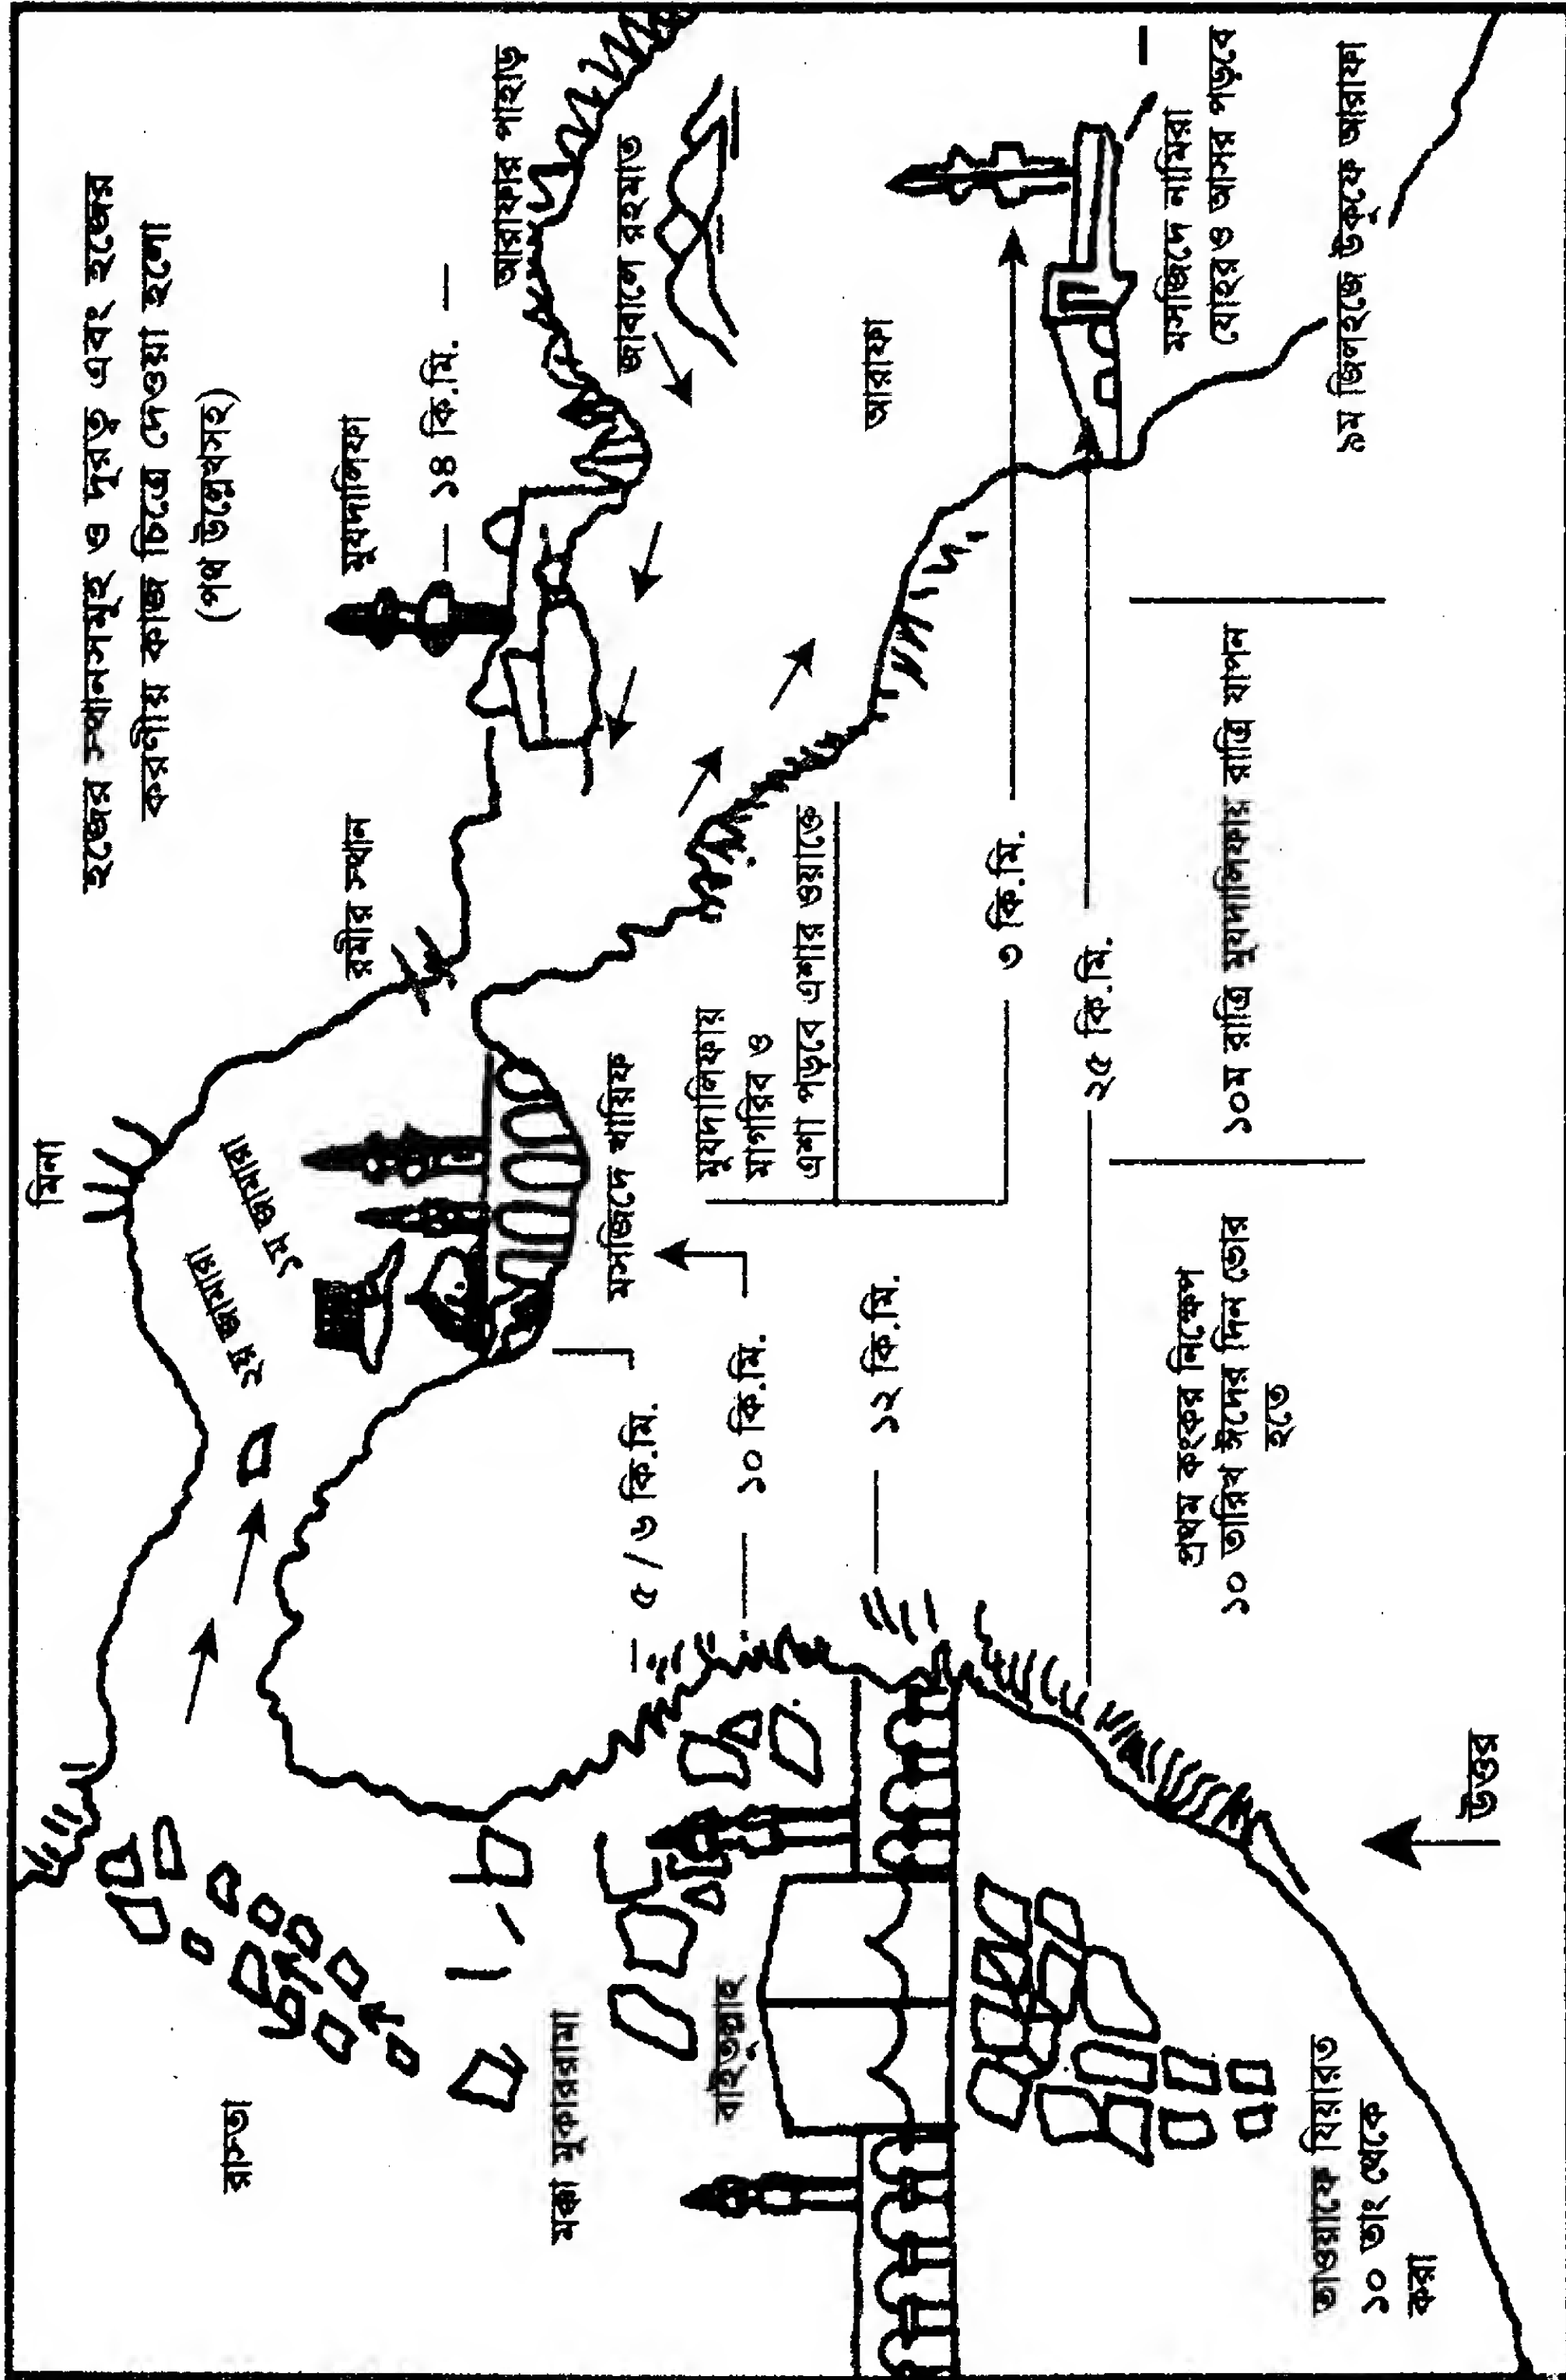 হজ্জের স্থানসমূহ ও দূরত্ব এবং হজ্জের
করণীয় কাজ চিত্রে দেওয়া হলো
(পথ উল্লেখসহ)
মিনা
২য় জামারা
১ম জামারা
রমীর স্থান
মুযদালিফা
১৪ কি.মি.
আরাফার পাহাড়
জাবালে রহমাত
রাস্তা
মক্কা মুকাররামা
বাইতুল্লাহ
মসজিদে খায়িফ
৫ / ৬ কি.মি.
১০ কি.মি.
১২ কি.মি.
মুযদালিফায়
মাগরিব ও
এশা পড়বে এশার ওয়াক্তে
৩ কি.মি.
২৫ কি.মি.
আরাফা
মসজিদে নামিরা
যোহর ও আসর পড়বে
৯ম জিলহজ্জে উকুফে আরাফা
১০ম রাত্রি মুযদালিফায় রাত্রি যাপন
প্রথম কংকর নিক্ষেপ
১০ তারিখ ঈদের দিন ভোর
হতে
তাওয়াফে যিয়ারত
১০ তাং থেকে
করা
উত্তর